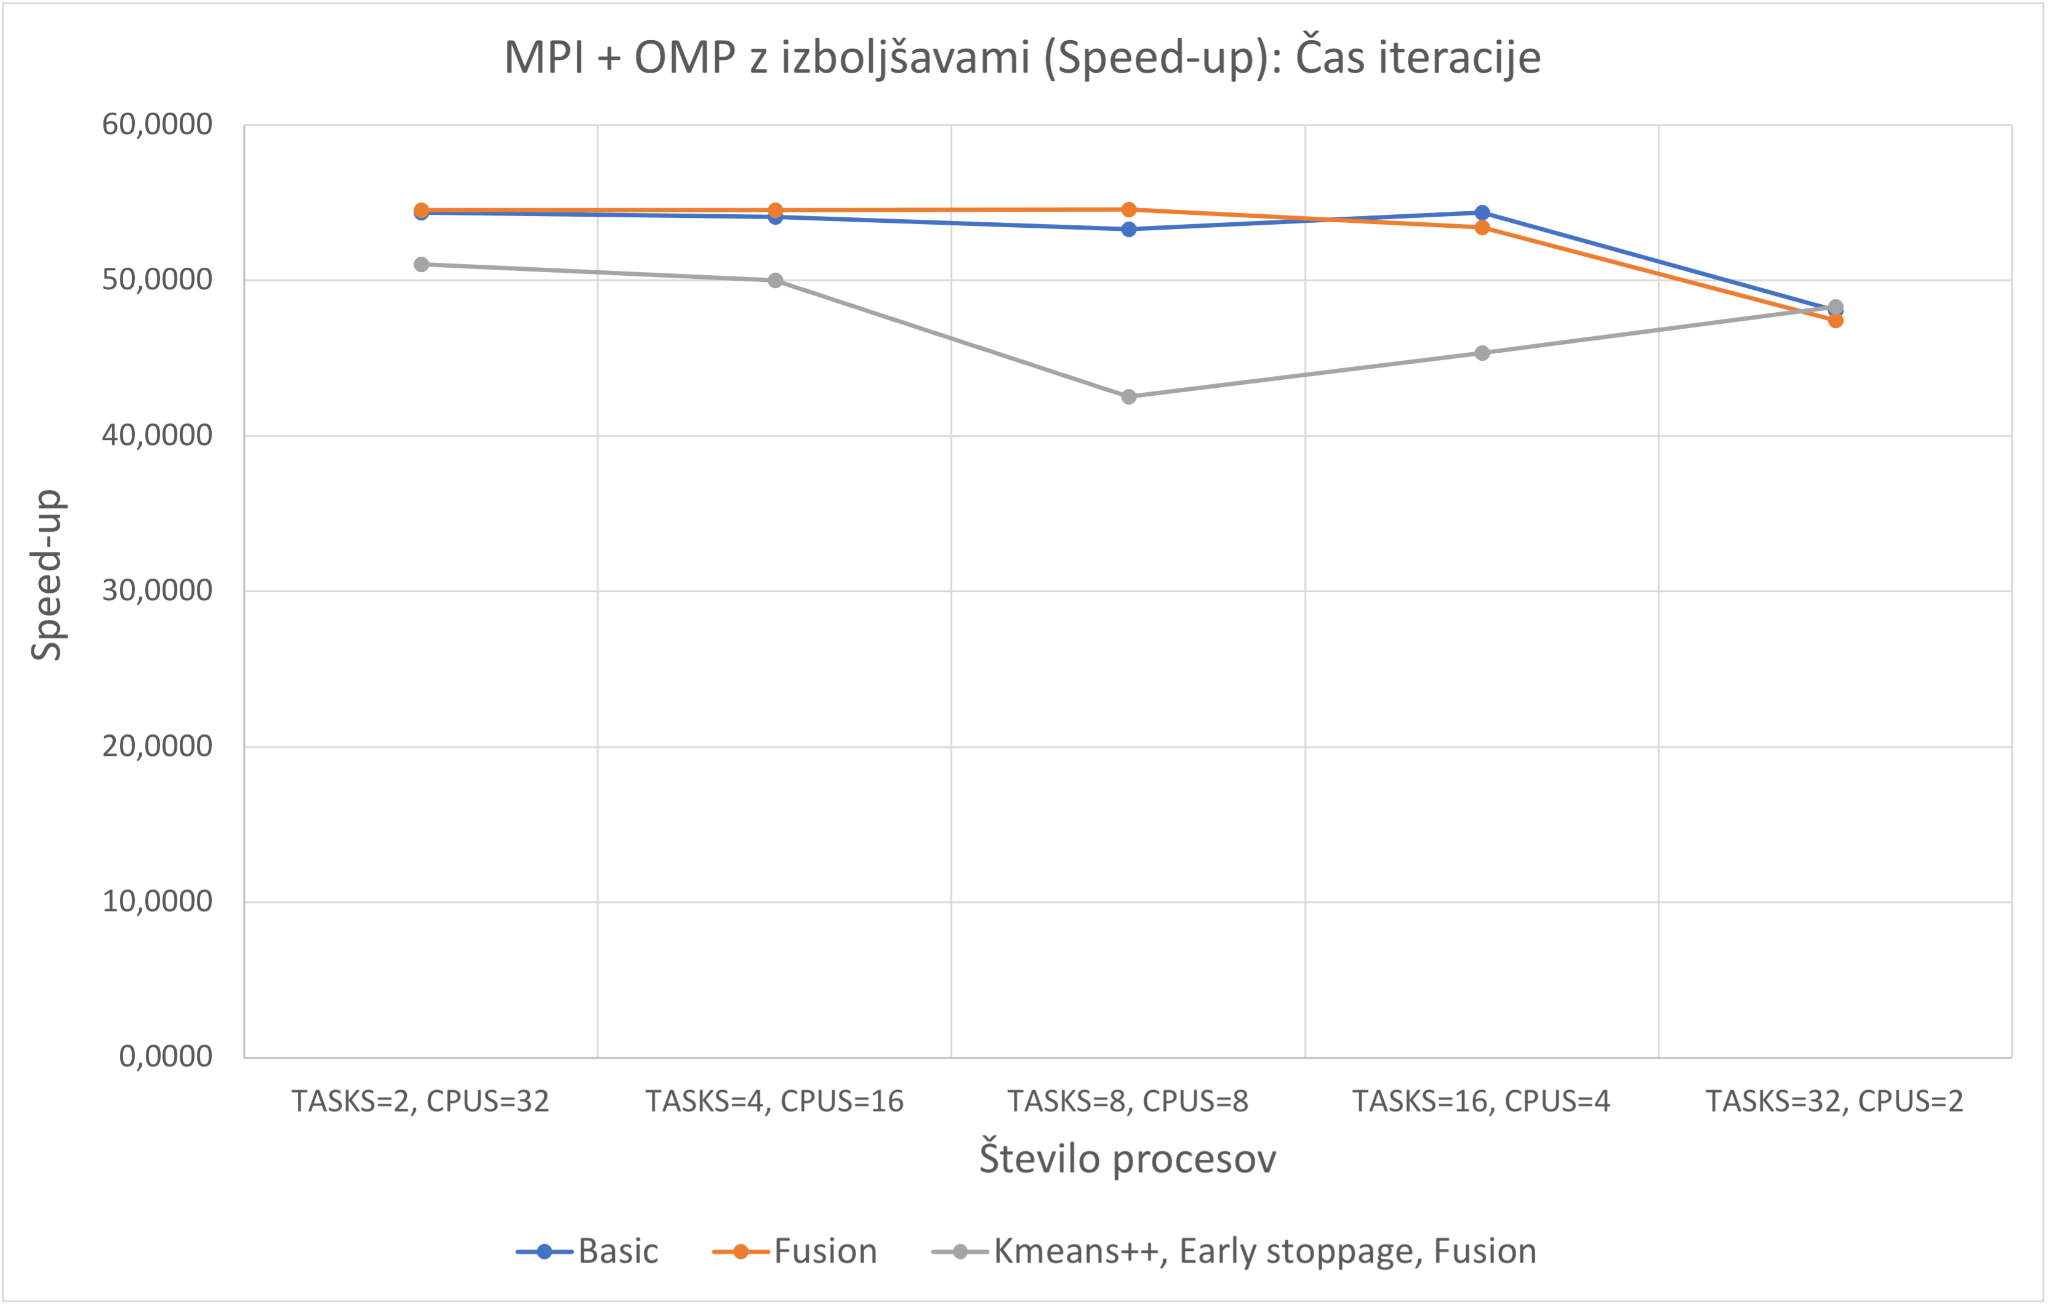 MPI + OMP z izboljšavami (Speed-up): Čas iteracije
60,0000
50,0000
40,0000
30,0000
20,0000
10,0000
0,0000
Speed-up
TASKS=2, CPUS=32 TASKS=4, CPUS=16 TASKS=8, CPUS=8 TASKS=16, CPUS=4 TASKS=32, CPUS=2
Število procesov
Basic Fusion Kmeans++, Early stoppage, Fusion